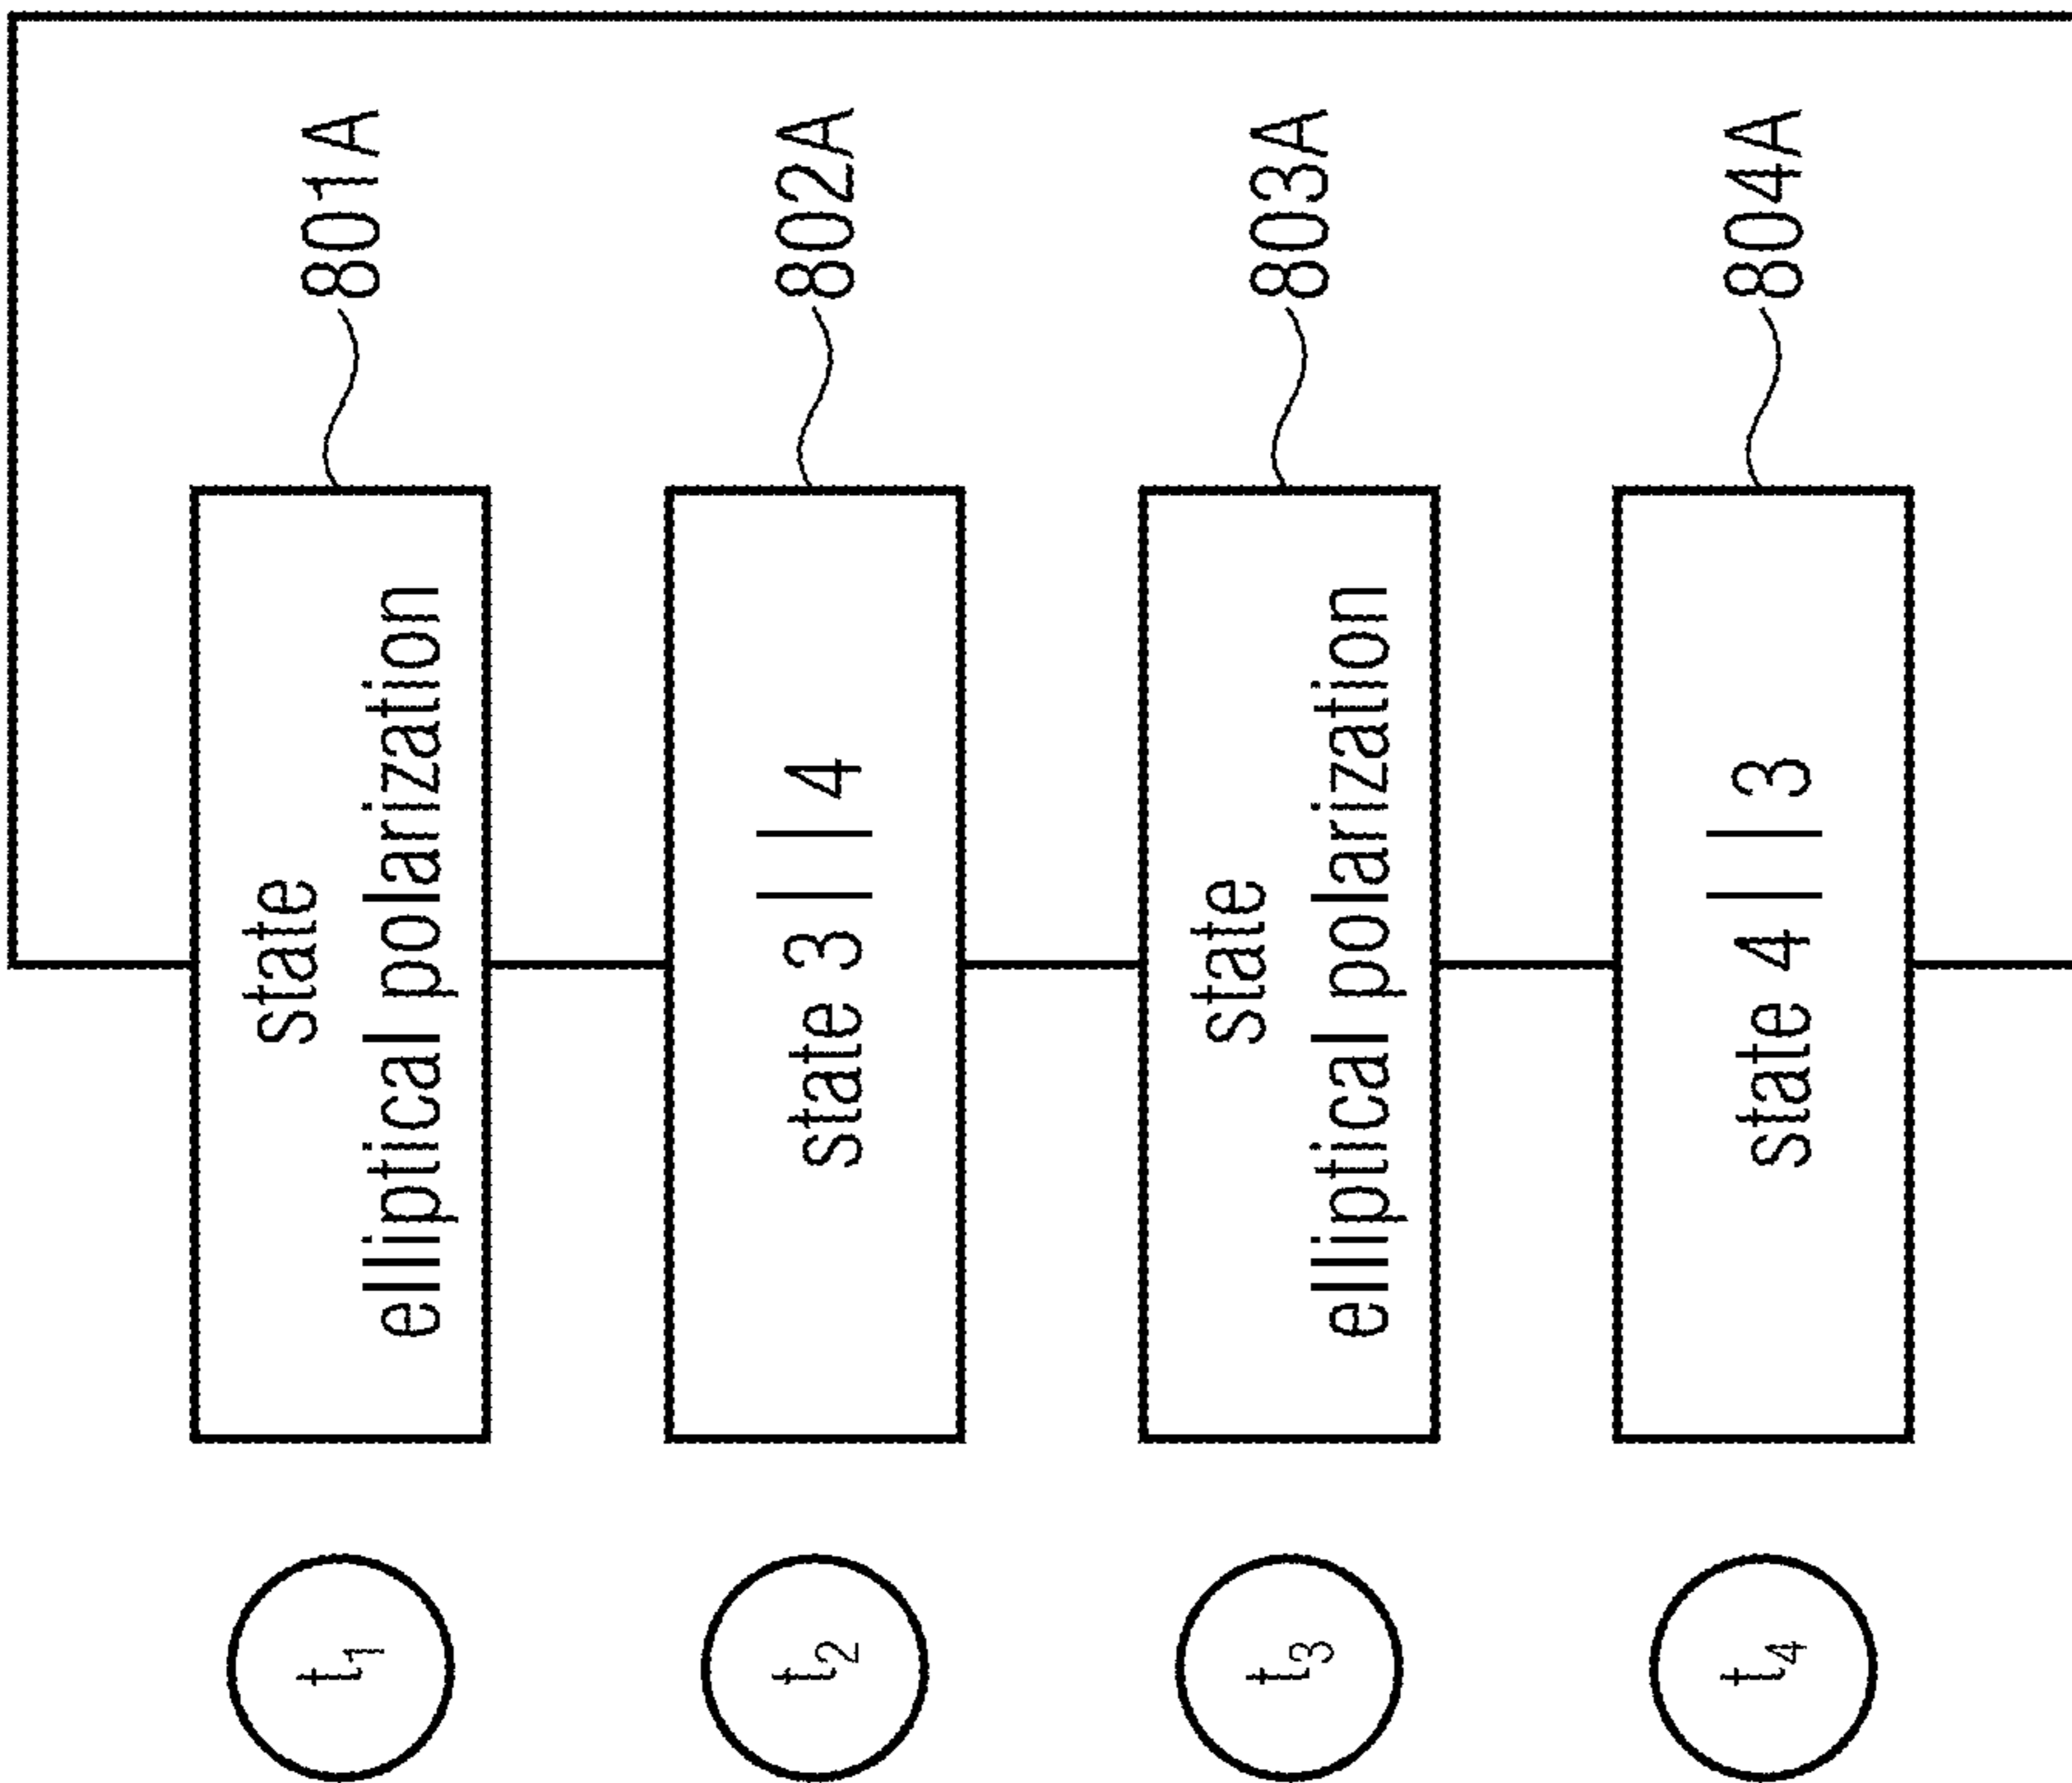 t1
state
elliptical polarization
801A
t2
state 3 | | 4
802A
t3
state
elliptical polarization
803A
t4
state 4 | | 3
804A